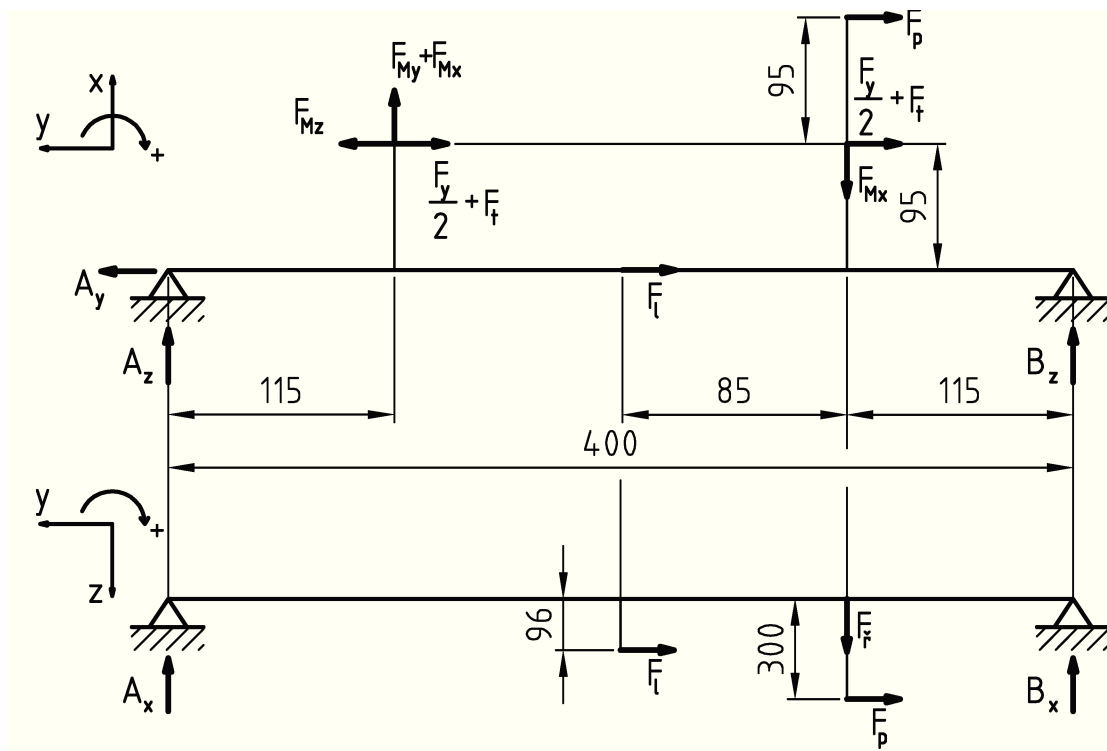 F_p
x
F_My + F_Mx
95
F_y/2 + F_t
y
F_Mz
+
F_y/2 + F_t
F_Mx
95
A_y
F_l
A_z
B_z
115
85
115
400
y
+
z
96
F_ř
300
F_l
A_x
B_x
F_p